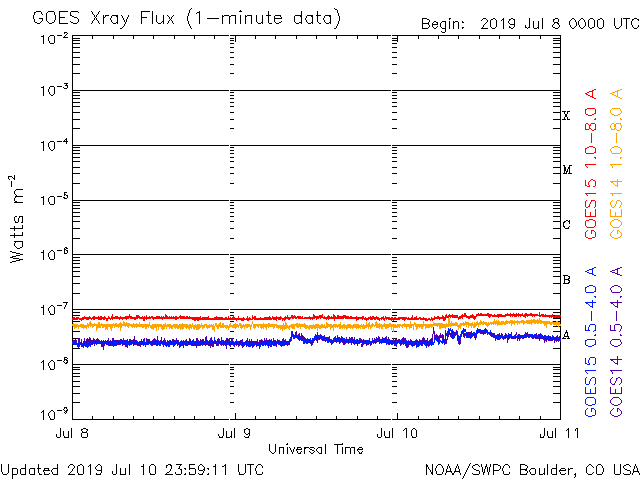 GOES Xray Flux (1-minute data)
Begin: 2019 Jul 8 0000 UTC
Watts m⁻²
10⁻²
10⁻³
10⁻⁴
10⁻⁵
10⁻⁶
10⁻⁷
10⁻⁸
10⁻⁹
X
M
C
B
A
GOES15 1.0-8.0 A
GOES14 1.0-8.0 A
GOES15 0.5-4.0 A
GOES14 0.5-4.0 A
Jul 8 Jul 9 Jul 10 Jul 11
Universal Time
Updated 2019 Jul 10 23:59:11 UTC
NOAA/SWPC Boulder, CO USA